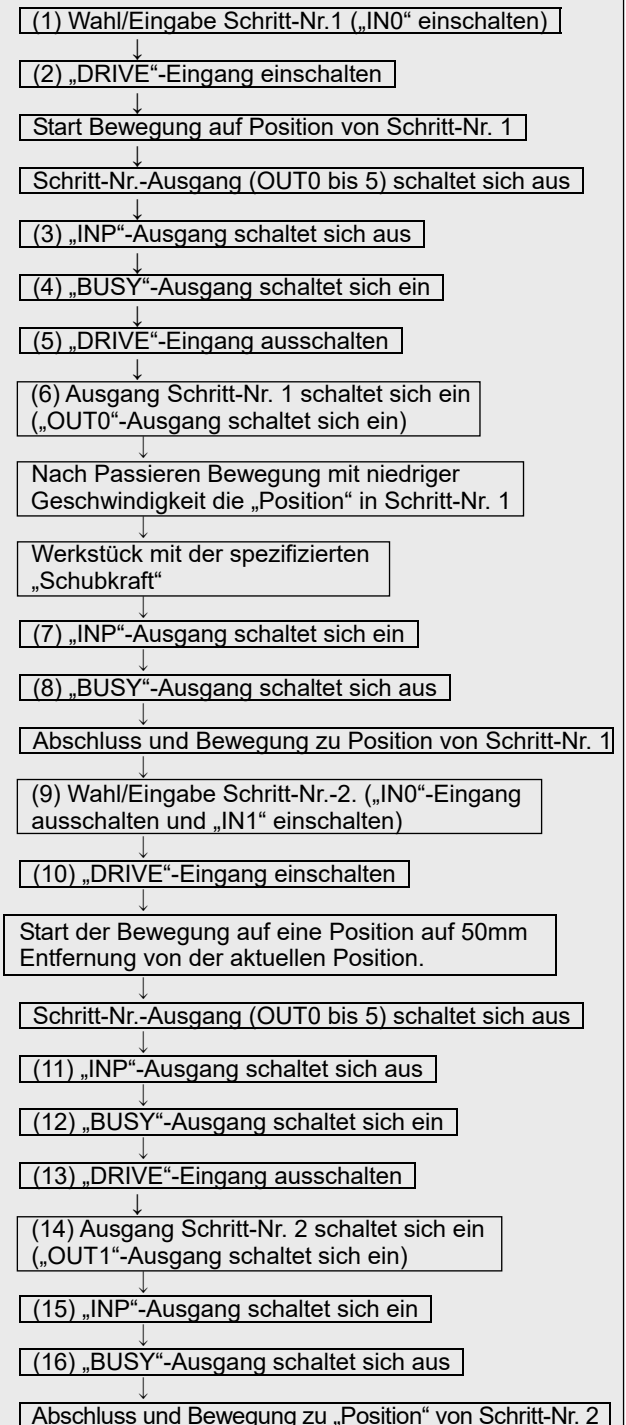 (1) Wahl/Eingabe Schritt-Nr.1 („IN0“ einschalten)
↓
(2) „DRIVE“-Eingang einschalten
↓
Start Bewegung auf Position von Schritt-Nr. 1
↓
Schritt-Nr.-Ausgang (OUT0 bis 5) schaltet sich aus
↓
(3) „INP“-Ausgang schaltet sich aus
↓
(4) „BUSY“-Ausgang schaltet sich ein
↓
(5) „DRIVE“-Eingang ausschalten
↓
(6) Ausgang Schritt-Nr. 1 schaltet sich ein
(„OUT0“-Ausgang schaltet sich ein)
↓
Nach Passieren Bewegung mit niedriger
Geschwindigkeit die „Position“ in Schritt-Nr. 1
↓
Werkstück mit der spezifizierten
„Schubkraft“
↓
(7) „INP“-Ausgang schaltet sich ein
↓
(8) „BUSY“-Ausgang schaltet sich aus
↓
Abschluss und Bewegung zu Position von Schritt-Nr. 1
↓
(9) Wahl/Eingabe Schritt-Nr.-2. („IN0“-Eingang
ausschalten und „IN1“ einschalten)
↓
(10) „DRIVE“-Eingang einschalten
↓
Start der Bewegung auf eine Position auf 50mm
Entfernung von der aktuellen Position.
↓
Schritt-Nr.-Ausgang (OUT0 bis 5) schaltet sich aus
↓
(11) „INP“-Ausgang schaltet sich aus
↓
(12) „BUSY“-Ausgang schaltet sich ein
↓
(13) „DRIVE“-Eingang ausschalten
↓
(14) Ausgang Schritt-Nr. 2 schaltet sich ein
(„OUT1“-Ausgang schaltet sich ein)
↓
(15) „INP“-Ausgang schaltet sich ein
↓
(16) „BUSY“-Ausgang schaltet sich aus
↓
Abschluss und Bewegung zu „Position“ von Schritt-Nr. 2